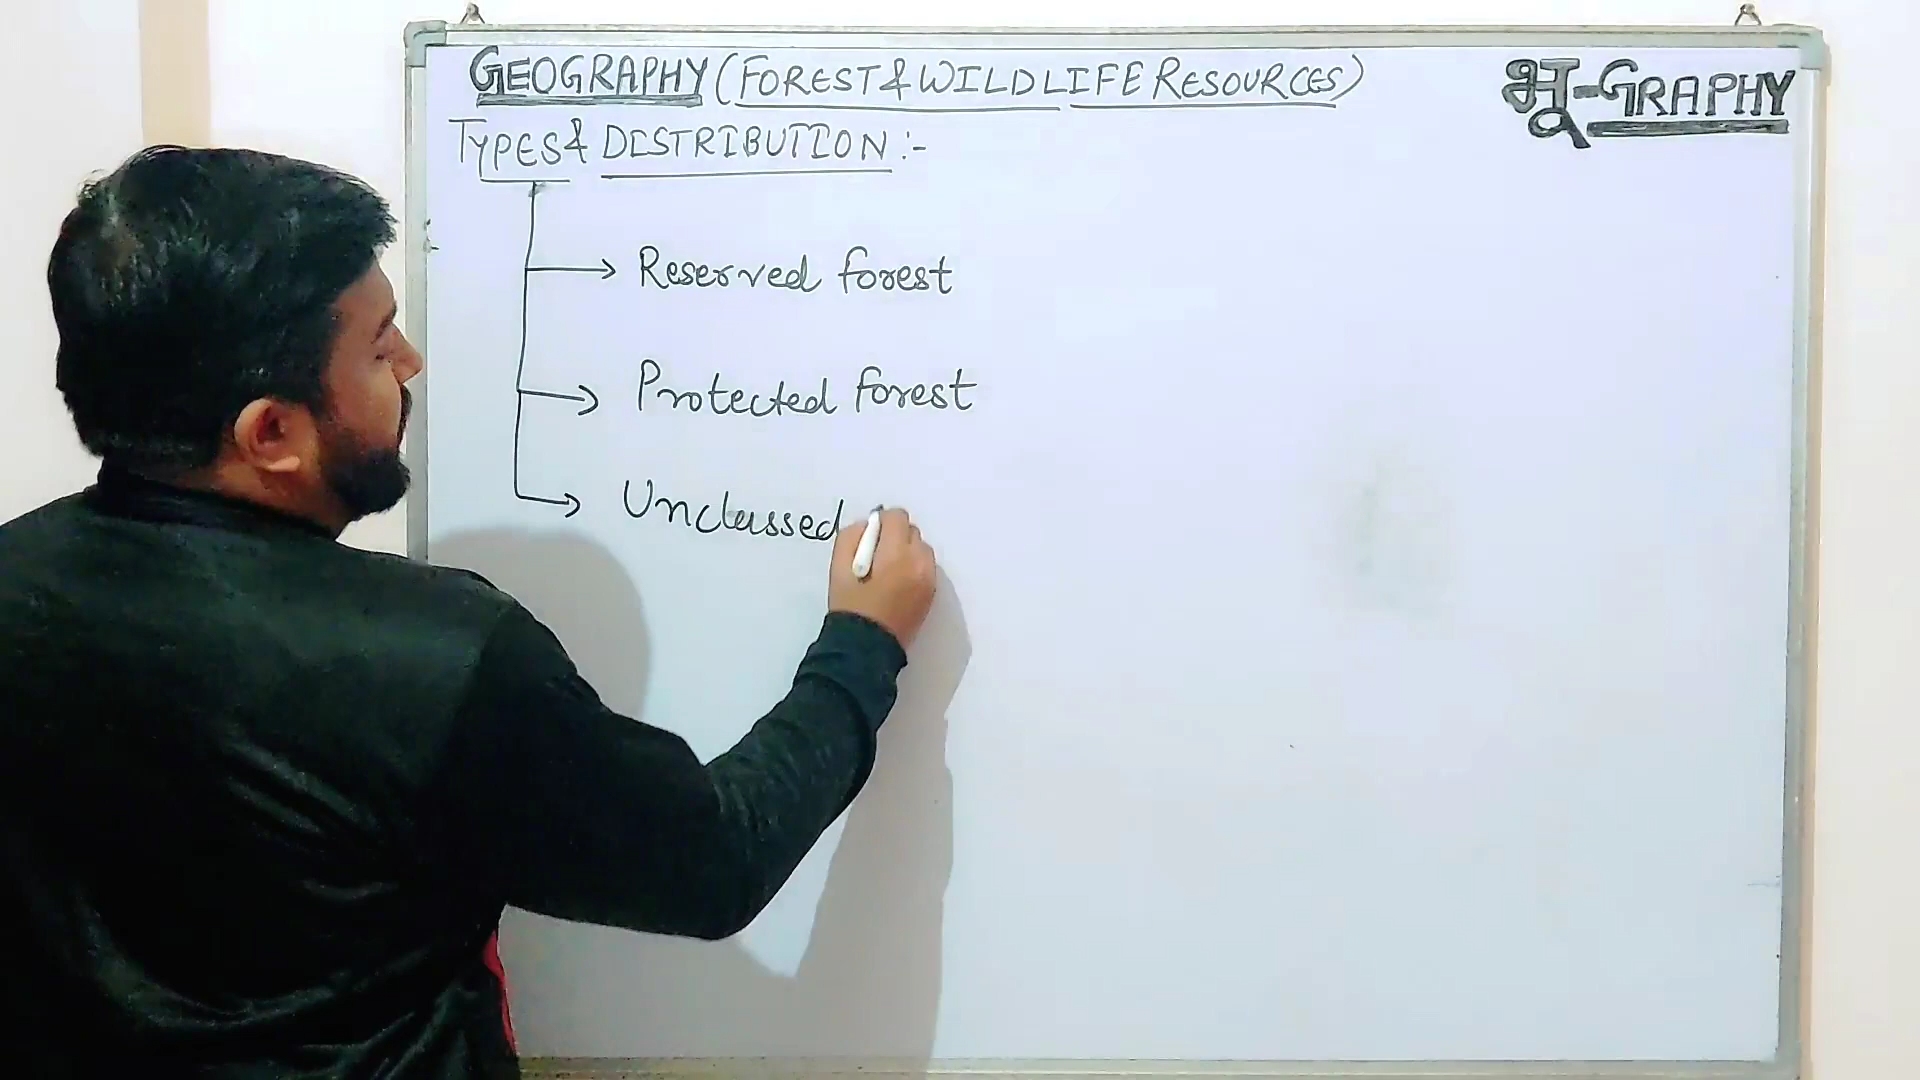 GEOGRAPHY (FOREST & WILDLIFE RESOURCES)
भू-GRAPHY
TYPES & DISTRIBUTION :-
Reserved forest
Protected forest
Unclassed